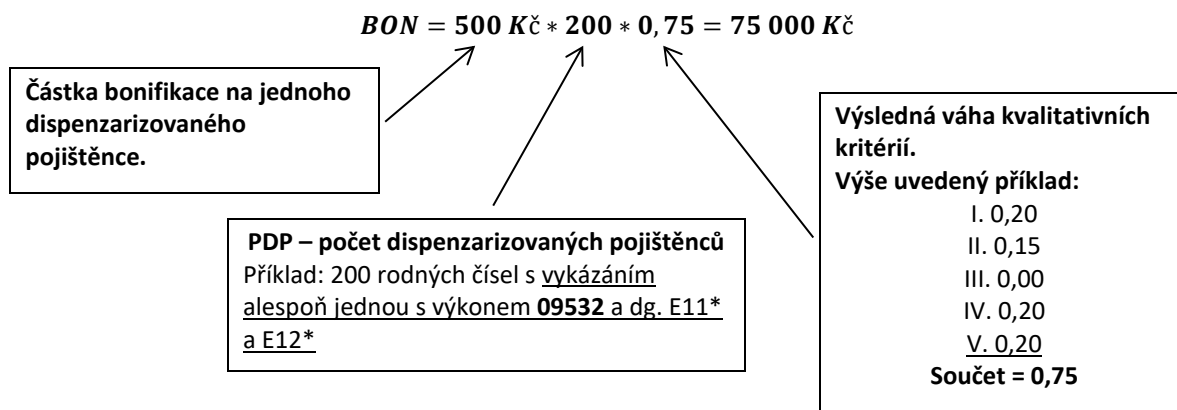 BON = 500 Kč * 200 * 0,75 = 75 000 Kč
Částka bonifikace na jednoho
dispenzarizovaného
pojištěnce.
PDP – počet dispenzarizovaných pojištěnců
Příklad: 200 rodných čísel s vykázáním
alespoň jednou s výkonem 09532 a dg. E11*
a E12*
Výsledná váha kvalitativních
kritérií.
Výše uvedený příklad:
I. 0,20
II. 0,15
III. 0,00
IV. 0,20
V. 0,20
Součet = 0,75